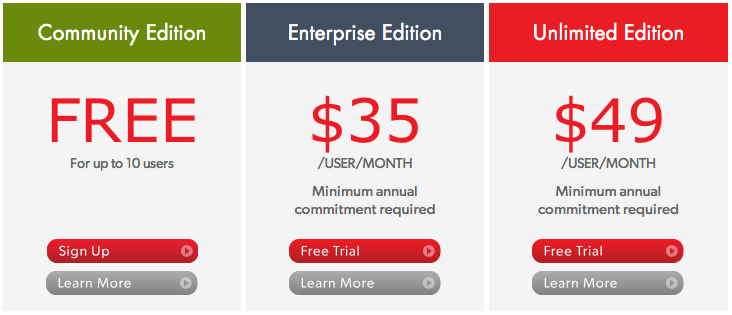 Community Edition
FREE
For up to 10 users
Sign Up
Learn More
Enterprise Edition
$35
/USER/MONTH
Minimum annual
commitment required
Free Trial
Learn More
Unlimited Edition
$49
/USER/MONTH
Minimum annual
commitment required
Free Trial
Learn More